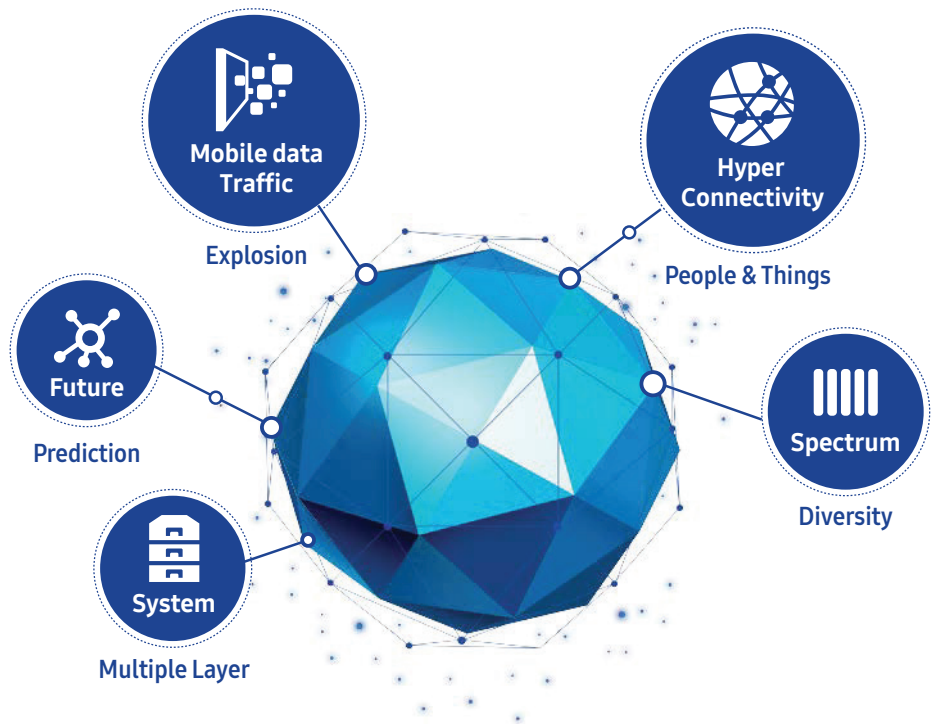 Mobile data
Traffic
Explosion
Hyper
Connectivity
People & Things
Future
Prediction
Spectrum
Diversity
System
Multiple Layer